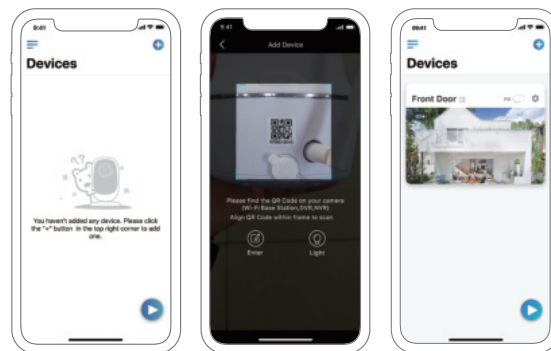 9:41
Devices
You haven't added any device. Please click
the "+" button in the top right corner to add
one.
9:41
Add Device
Please find the QR Code on your camera
(Wi-Fi Base Station,DVR,NVR)
Align QR Code within frame to scan
Enter
Light
09:41
Devices
Front Door
PIR